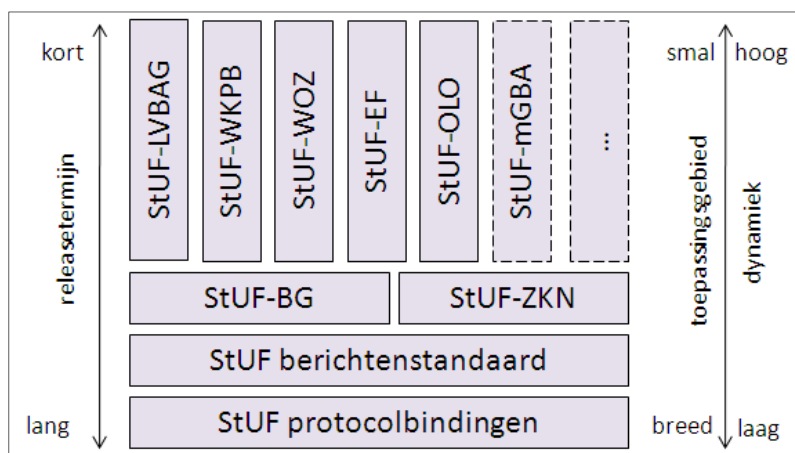 kort
StUF-LVBAG
StUF-WKPB
StUF-WOZ
StUF-EF
StUF-OLO
StUF-mGBA
...
smal
hoog
releasetermijn
toepassingsgebied
dynamiek
StUF-BG
StUF-ZKN
StUF berichtenstandaard
lang
StUF protocolbindingen
breed
laag